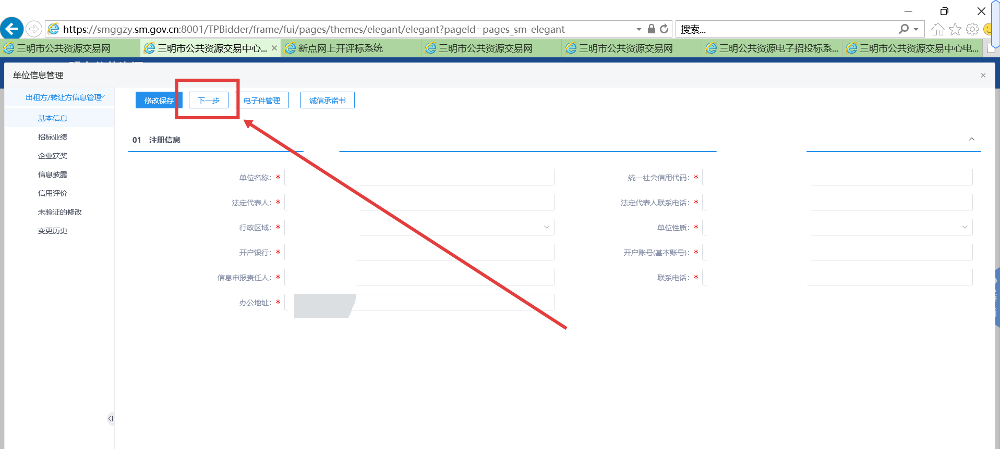 https://smggzy.sm.gov.cn:8001/TPBidder/frame/fui/pages/themes/elegant/elegant?pageId=pages_sm-elegant
搜索...
三明市公共资源交易网
三明市公共资源交易中心...
新点网上开评标系统
三明市公共资源交易网
三明市公共资源交易网
三明公共资源电子招投标系...
三明市公共资源交易中心电...
单位信息管理
出租方/转让方信息管理
基本信息
招标业绩
企业获奖
信息披露
信用评价
未验证的修改
变更历史
修改保存
下一步
电子件管理
诚信承诺书
01 注册信息
单位名称：*
统一社会信用代码：*
法定代表人：*
法定代表人联系电话：*
行政区域：*
单位性质：*
开户银行：*
开户账号(基本账号)：*
信息申报责任人：*
联系电话：*
办公地址：*